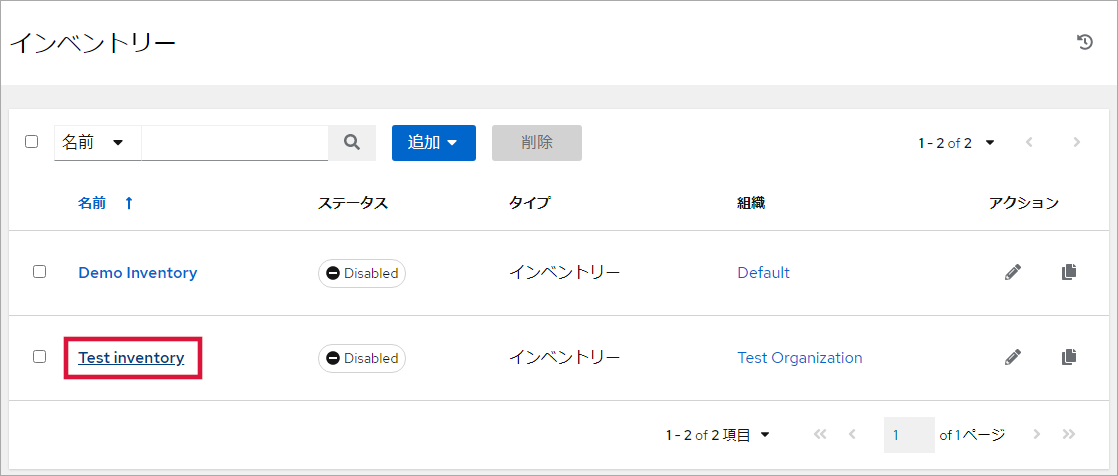 インベントリー
名前 追加 削除 1 - 2 of 2
名前 ステータス タイプ 組織 アクション
Demo Inventory Disabled インベントリー Default
Test inventory Disabled インベントリー Test Organization
1 - 2 of 2 項目 1 of 1 ページ